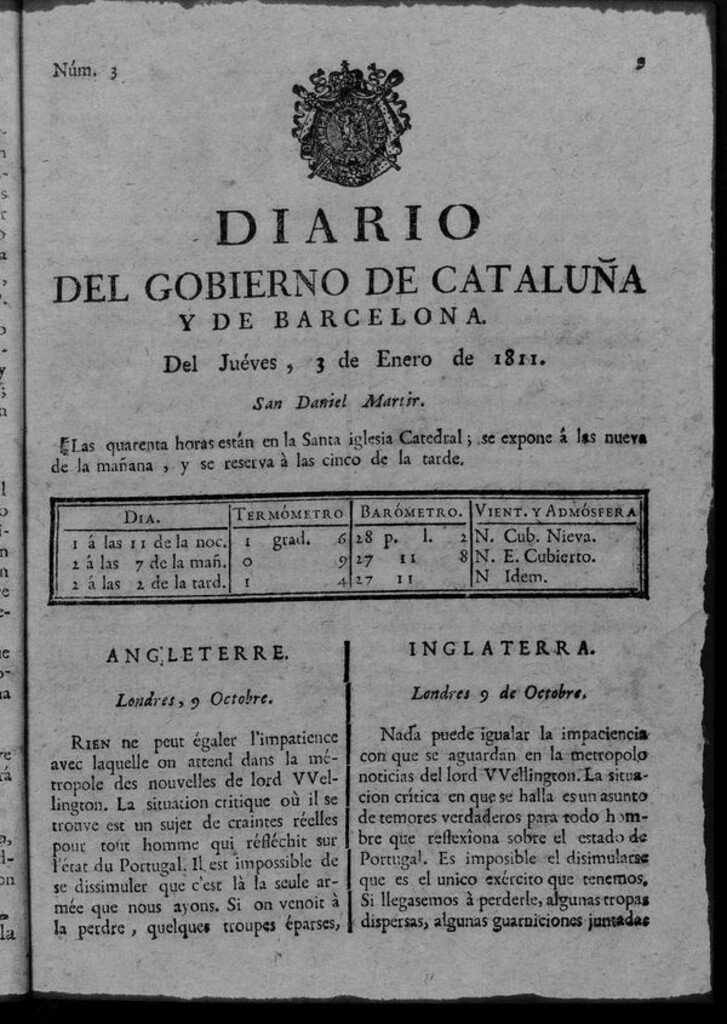 Núm. 3
9
DIARIO
DEL GOBIERNO DE CATALUÑA
Y DE BARCELONA.
Del Juéves, 3 de Enero de 1811.
San Daniel Martir.
Las quarenta horas están en la Santa iglesia Catedral; se expone á las nueve
de la mañana, y se reserva à las cinco de la tarde.
DIA. TERMÓMETRO BARÓMETRO. VIENT. Y ADMÓSFERA
1 á las 11 de la noc. 1 grad. 6 28 p. l. 2 N. Cub. Nieva.
2 á las 7 de la mañ. 0 9 27 11 8 N. E. Cubierto.
2 á las 2 de la tard. 1 4 27 11 N Idem.
ANGLETERRE.
Londres, 9 Octobre.
RIEN ne peut égaler l'impatience
avec laquelle on attend dans la mé-
tropole des nouvelles de lord VVel-
lington. La situation critique où il se
trouve est un sujet de craintes réelles
pour tout homme qui réfléchit sur
l'état du Portugal. Il est impossible de
se dissimuler que c'est là la seule ar-
mée que nous ayons. Si on venoit à
la perdre, quelques troupes éparses,
INGLATERRA.
Londres 9 de Octobre.
Nada puede igualar la impaciencia
con que se aguardan en la metropolo
noticias del lord VVellington. La situa-
cion crítica en que se halla es un asunto
de temores verdaderos para todo hom-
bre que reflexîona sobre el estado de
Portugal. Es imposible el disimularse
que es el unico exército que tenemos.
Si llegasemos à perderle, algunas tropas
dispersas, algunas guarniciones juntadas